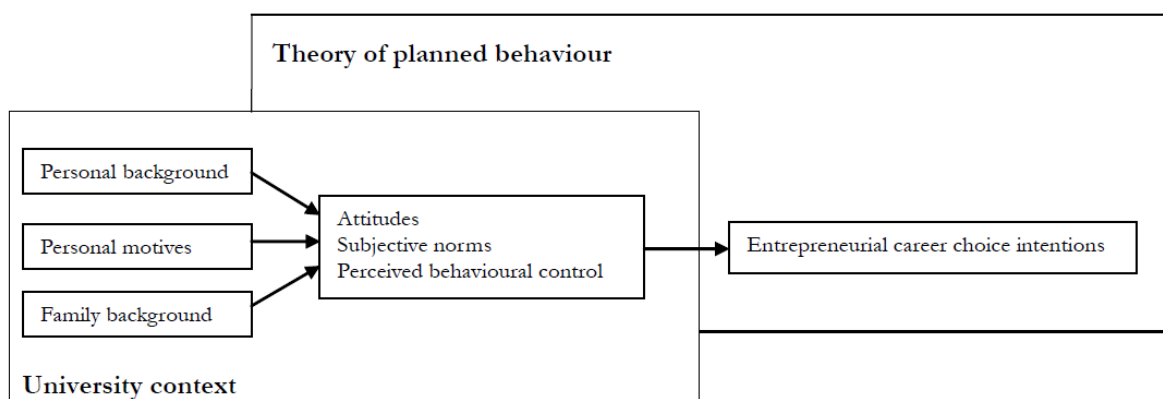 Theory of planned behaviour
Personal background
Personal motives
Family background
Attitudes
Subjective norms
Perceived behavioural control
Entrepreneurial career choice intentions
University context